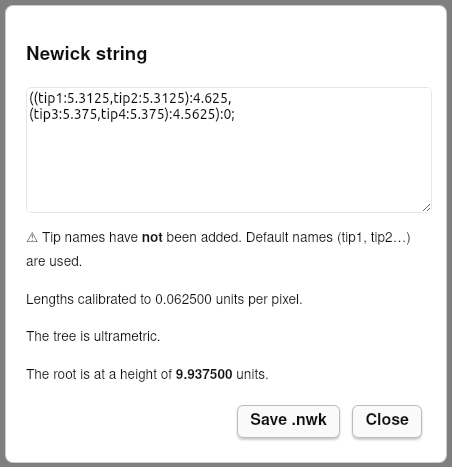 Newick string
((tip1:5.3125,tip2:5.3125):4.625,
(tip3:5.375,tip4:5.375):4.5625):0;
⚠ Tip names have not been added. Default names (tip1, tip2…)
are used.
Lengths calibrated to 0.062500 units per pixel.
The tree is ultrametric.
The root is at a height of 9.937500 units.
Save .nwk Close